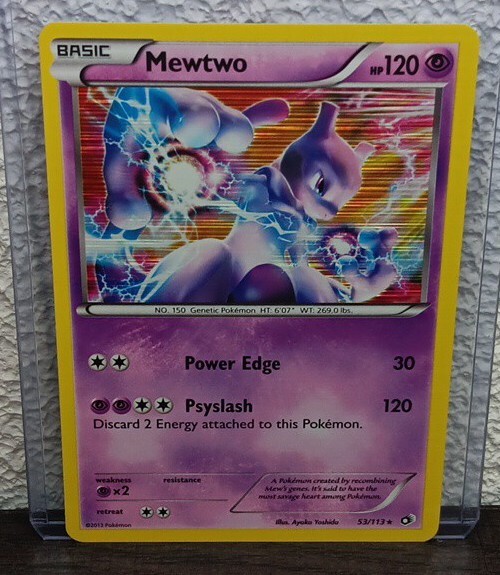 BASIC Mewtwo HP120
NO. 150 Genetic Pokémon HT: 6'07" WT: 269.0 lbs.
Power Edge 30
Psyslash 120
Discard 2 Energy attached to this Pokémon.
weakness resistance
×2
retreat
A Pokémon created by recombining
Mew's genes. It's said to have the
most savage heart among Pokémon.
©2013 Pokémon Illus. Ayaka Yoshida 53/113 ★